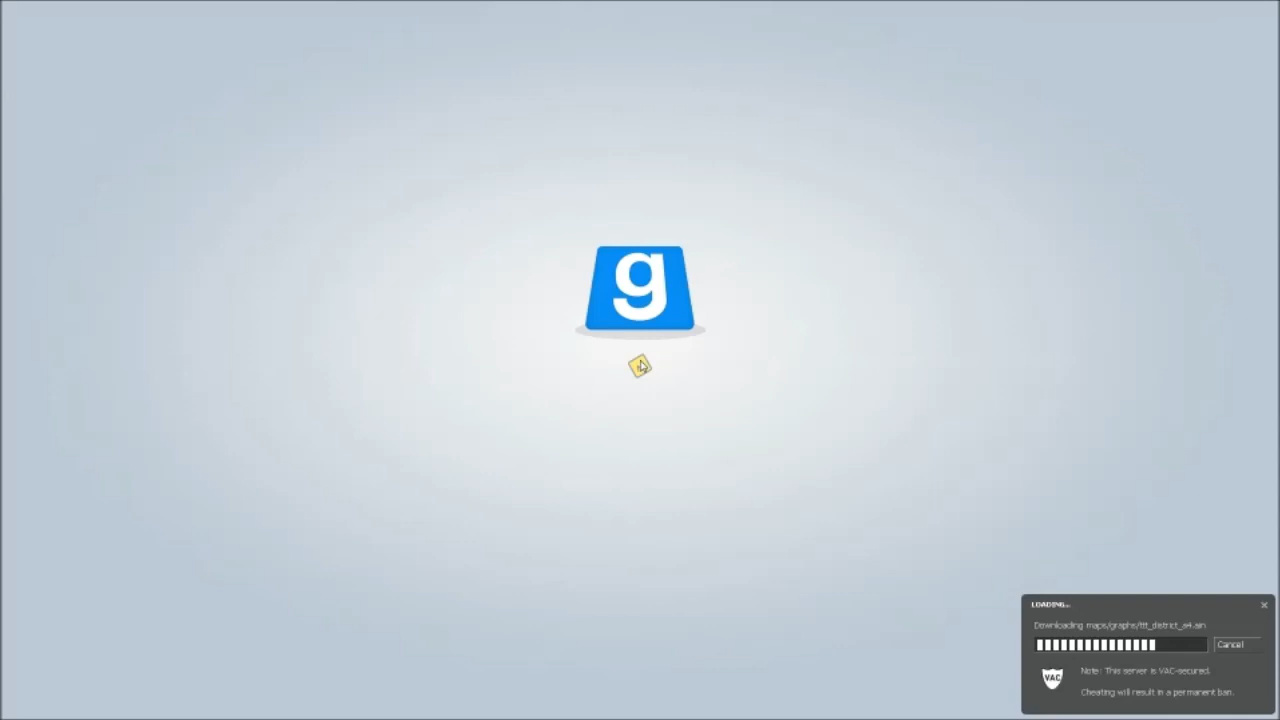 g
LOADING...
Downloading maps/graphs/ttt_district_a4.ain
Cancel
Note: This server is VAC-secured.
VAC
Cheating will result in a permanent ban.